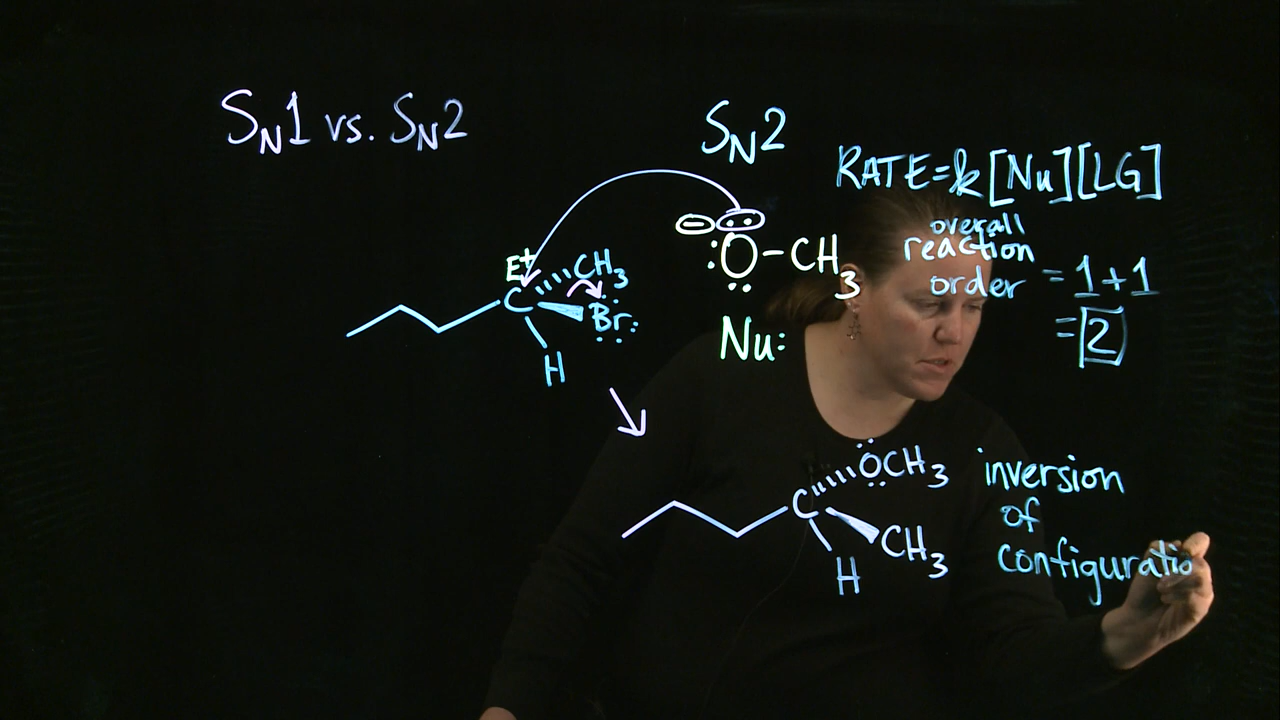 SN1 vs. SN2
SN2
RATE=k[Nu][LG]
overall
reaction
order = 1+1
= 2
:O-CH3
E+
CH3
C
Br:
H
Nu:
OCH3
C
CH3
H
inversion
of
configuratio